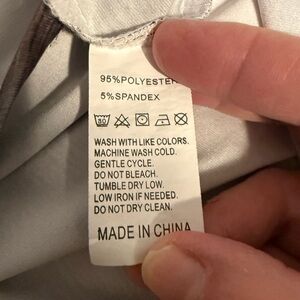 95%POLYESTER
5%SPANDEX
30
WASH WITH LIKE COLORS.
MACHINE WASH COLD.
GENTLE CYCLE.
DO NOT BLEACH.
TUMBLE DRY LOW.
LOW IRON IF NEEDED.
DO NOT DRY CLEAN.
MADE IN CHINA